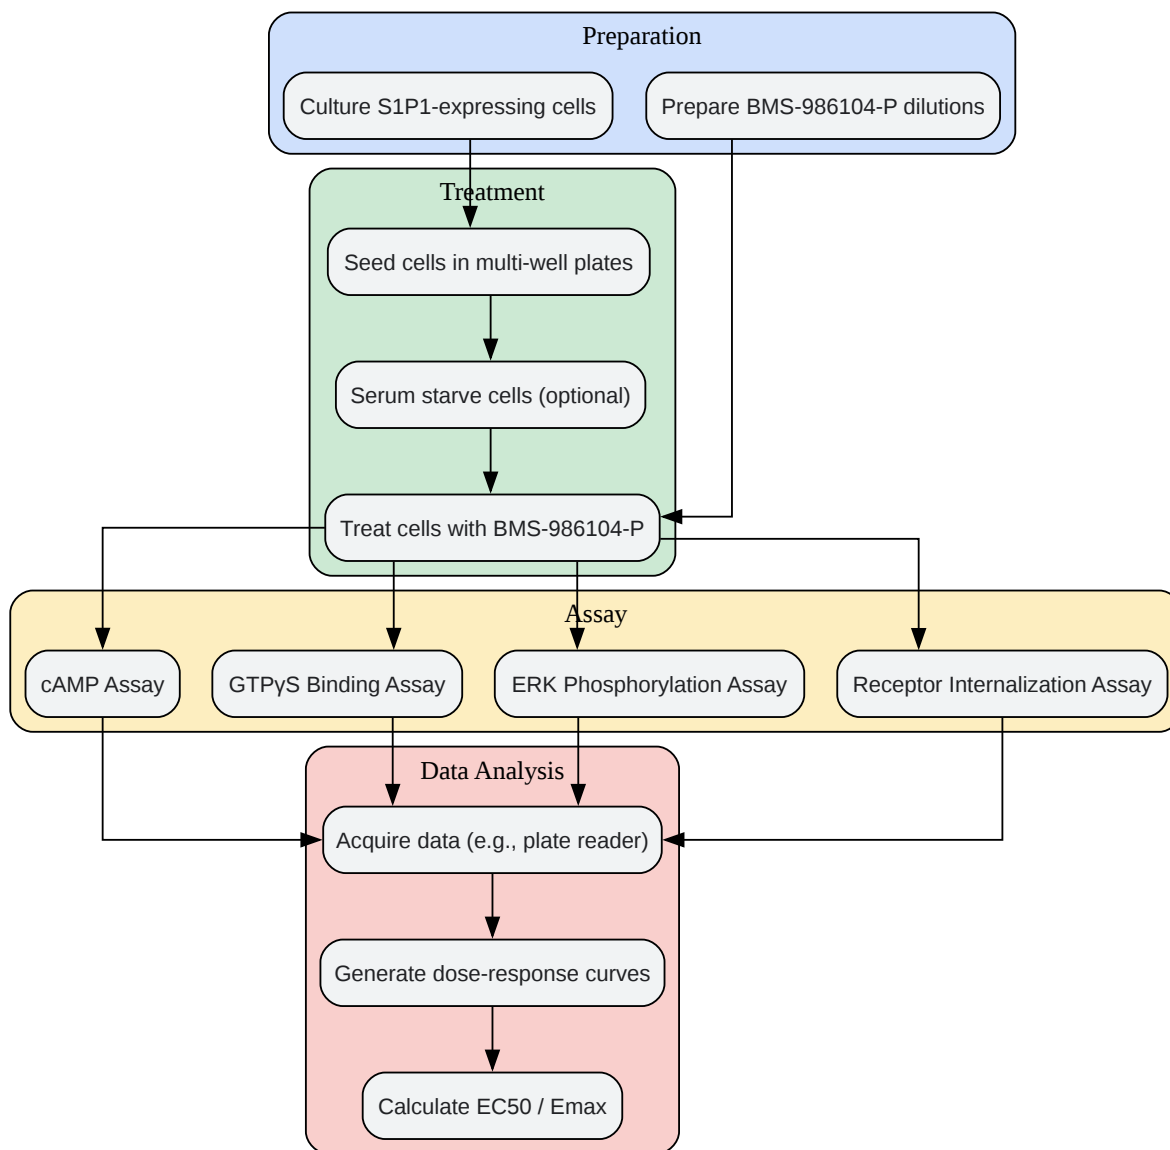 Preparation
Culture S1P1-expressing cells
Prepare BMS-986104-P dilutions
Treatment
Seed cells in multi-well plates
Serum starve cells (optional)
Treat cells with BMS-986104-P
Assay
cAMP Assay
GTPγS Binding Assay
ERK Phosphorylation Assay
Receptor Internalization Assay
Data Analysis
Acquire data (e.g., plate reader)
Generate dose-response curves
Calculate EC50 / Emax